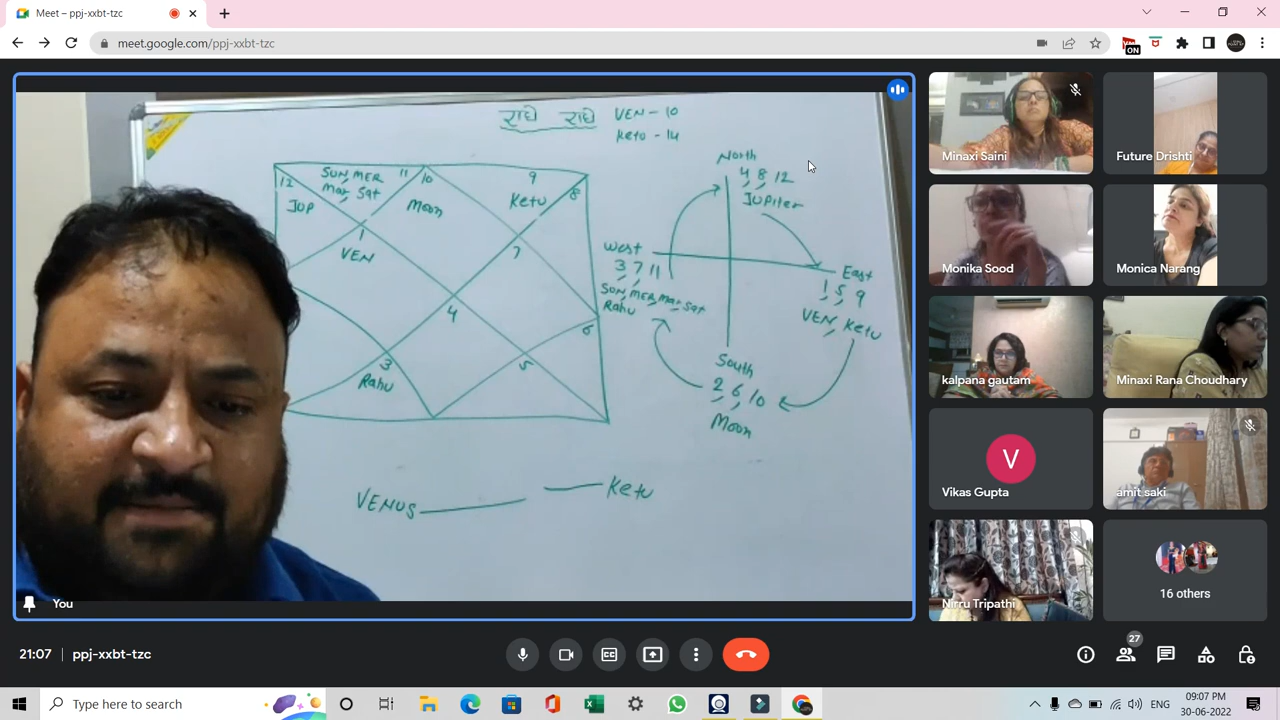 Meet – ppj-xxbt-tzc
meet.google.com/ppj-xxbt-tzc
ON
राधे राधे VEN - 10
Ketu - 14
12 SUN, MER 11 10 9 8
Mar, Sat
JUP Moon Ketu
1 7
VEN
4
6
3 5
Rahu
North
4 8 12
Jupiter
West
3 7 11
SUN, MER, Mar, Sat
Rahu
East
1 5 9
VEN, Ketu
South
2, 6, 10
Moon
VENUS Ketu
You
Minaxi Saini
Future Drishti
Monika Sood
Monica Narang
kalpana gautam
Minaxi Rana Choudhary
V
Vikas Gupta
amit saki
Nirru Tripathi
16 others
21:07 ppj-xxbt-tzc
CC
27
Type here to search
ENG
09:07 PM
30-06-2022